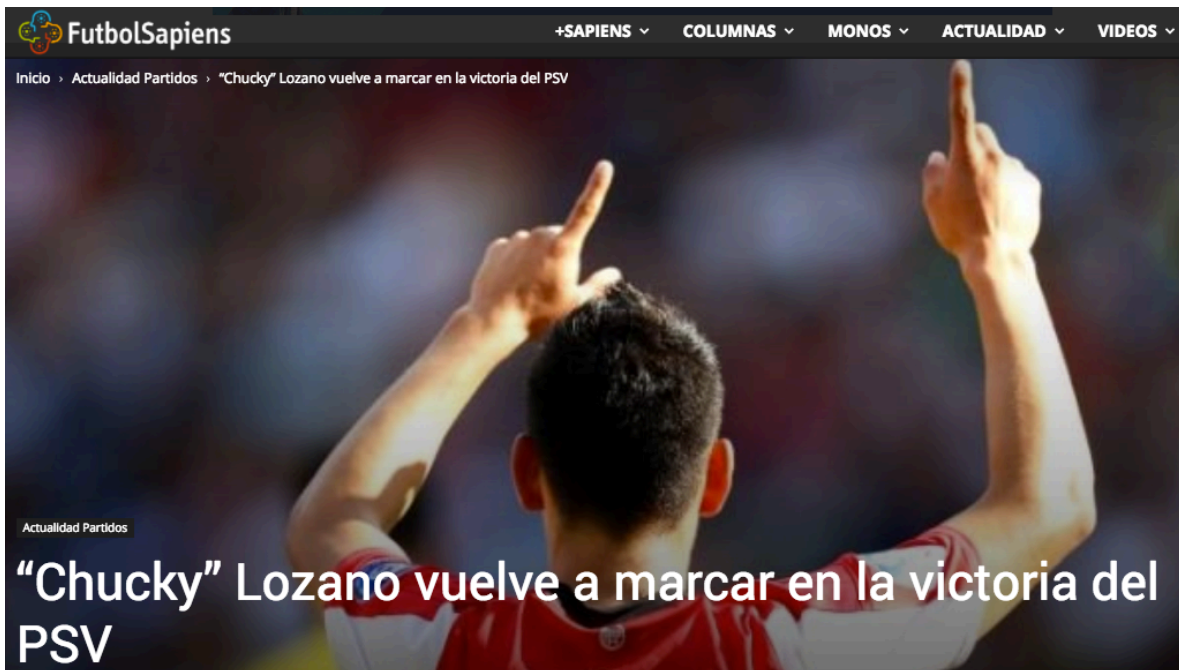 FutbolSapiens
+SAPIENS
COLUMNAS
MONOS
ACTUALIDAD
VIDEOS
Inicio › Actualidad Partidos › “Chucky” Lozano vuelve a marcar en la victoria del PSV
Actualidad Partidos
“Chucky” Lozano vuelve a marcar en la victoria del
PSV